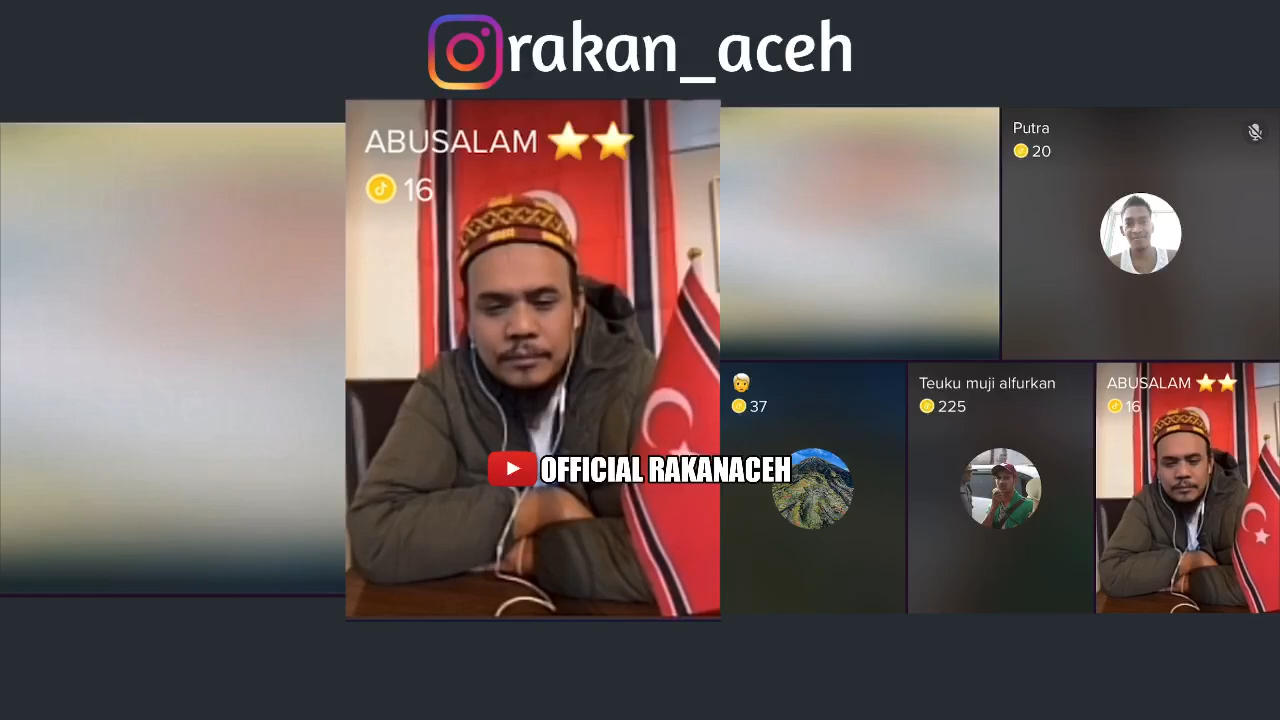 rakan_aceh
ABUSALAM ⭐⭐
16
Putra
20
37
Teuku muji alfurkan
225
ABUSALAM ⭐⭐
16
OFFICIAL RAKANACEH